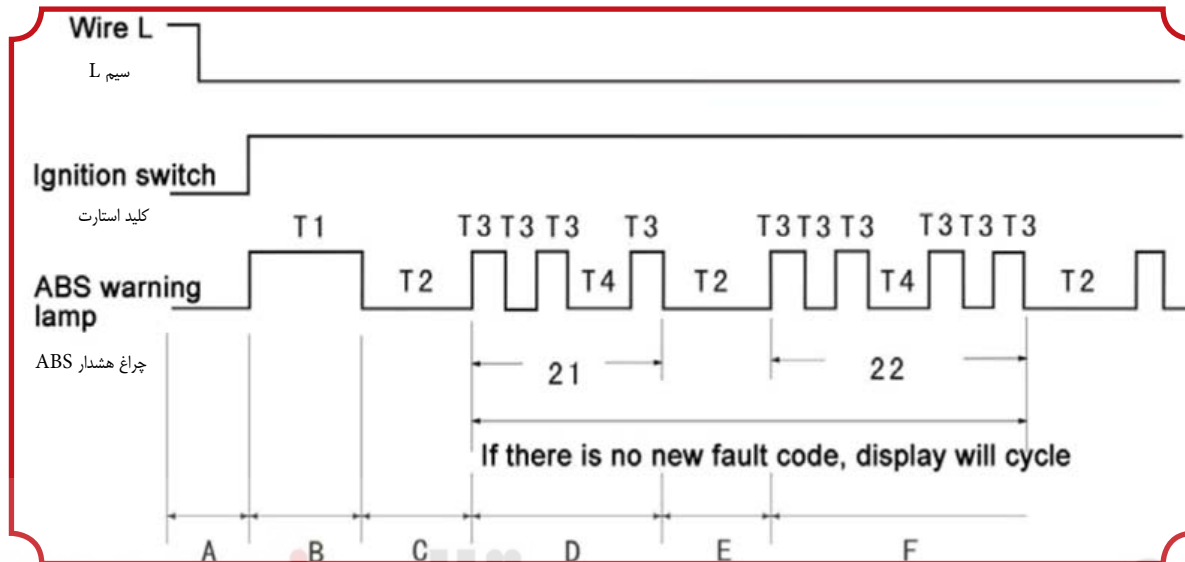 Wire L
سیم L
Ignition switch
کلید استارت
T1
T3 T3 T3 T3 T3 T3 T3 T3 T3 T3
T2 T4 T2 T4 T2
ABS warning
lamp
چراغ هشدار ABS
21 22
If there is no new fault code, display will cycle
A B C D E F